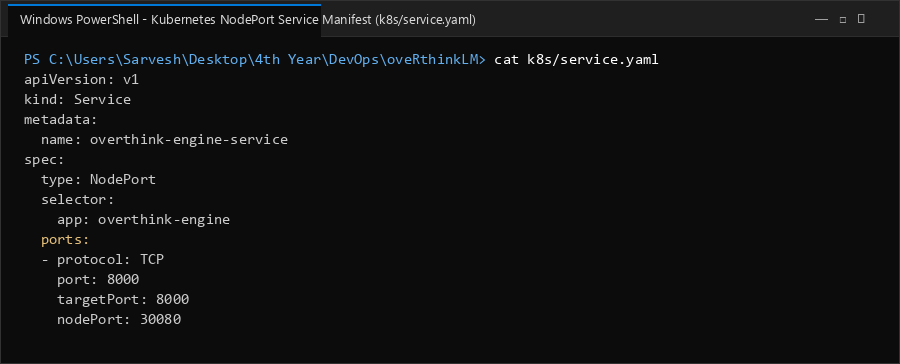 Windows PowerShell - Kubernetes NodePort Service Manifest (k8s/service.yaml)
PS C:\Users\Sarvesh\Desktop\4th Year\DevOps\oveRthinkLM> cat k8s/service.yaml
apiVersion: v1
kind: Service
metadata:
  name: overthink-engine-service
spec:
  type: NodePort
  selector:
    app: overthink-engine
  ports:
  - protocol: TCP
    port: 8000
    targetPort: 8000
    nodePort: 30080